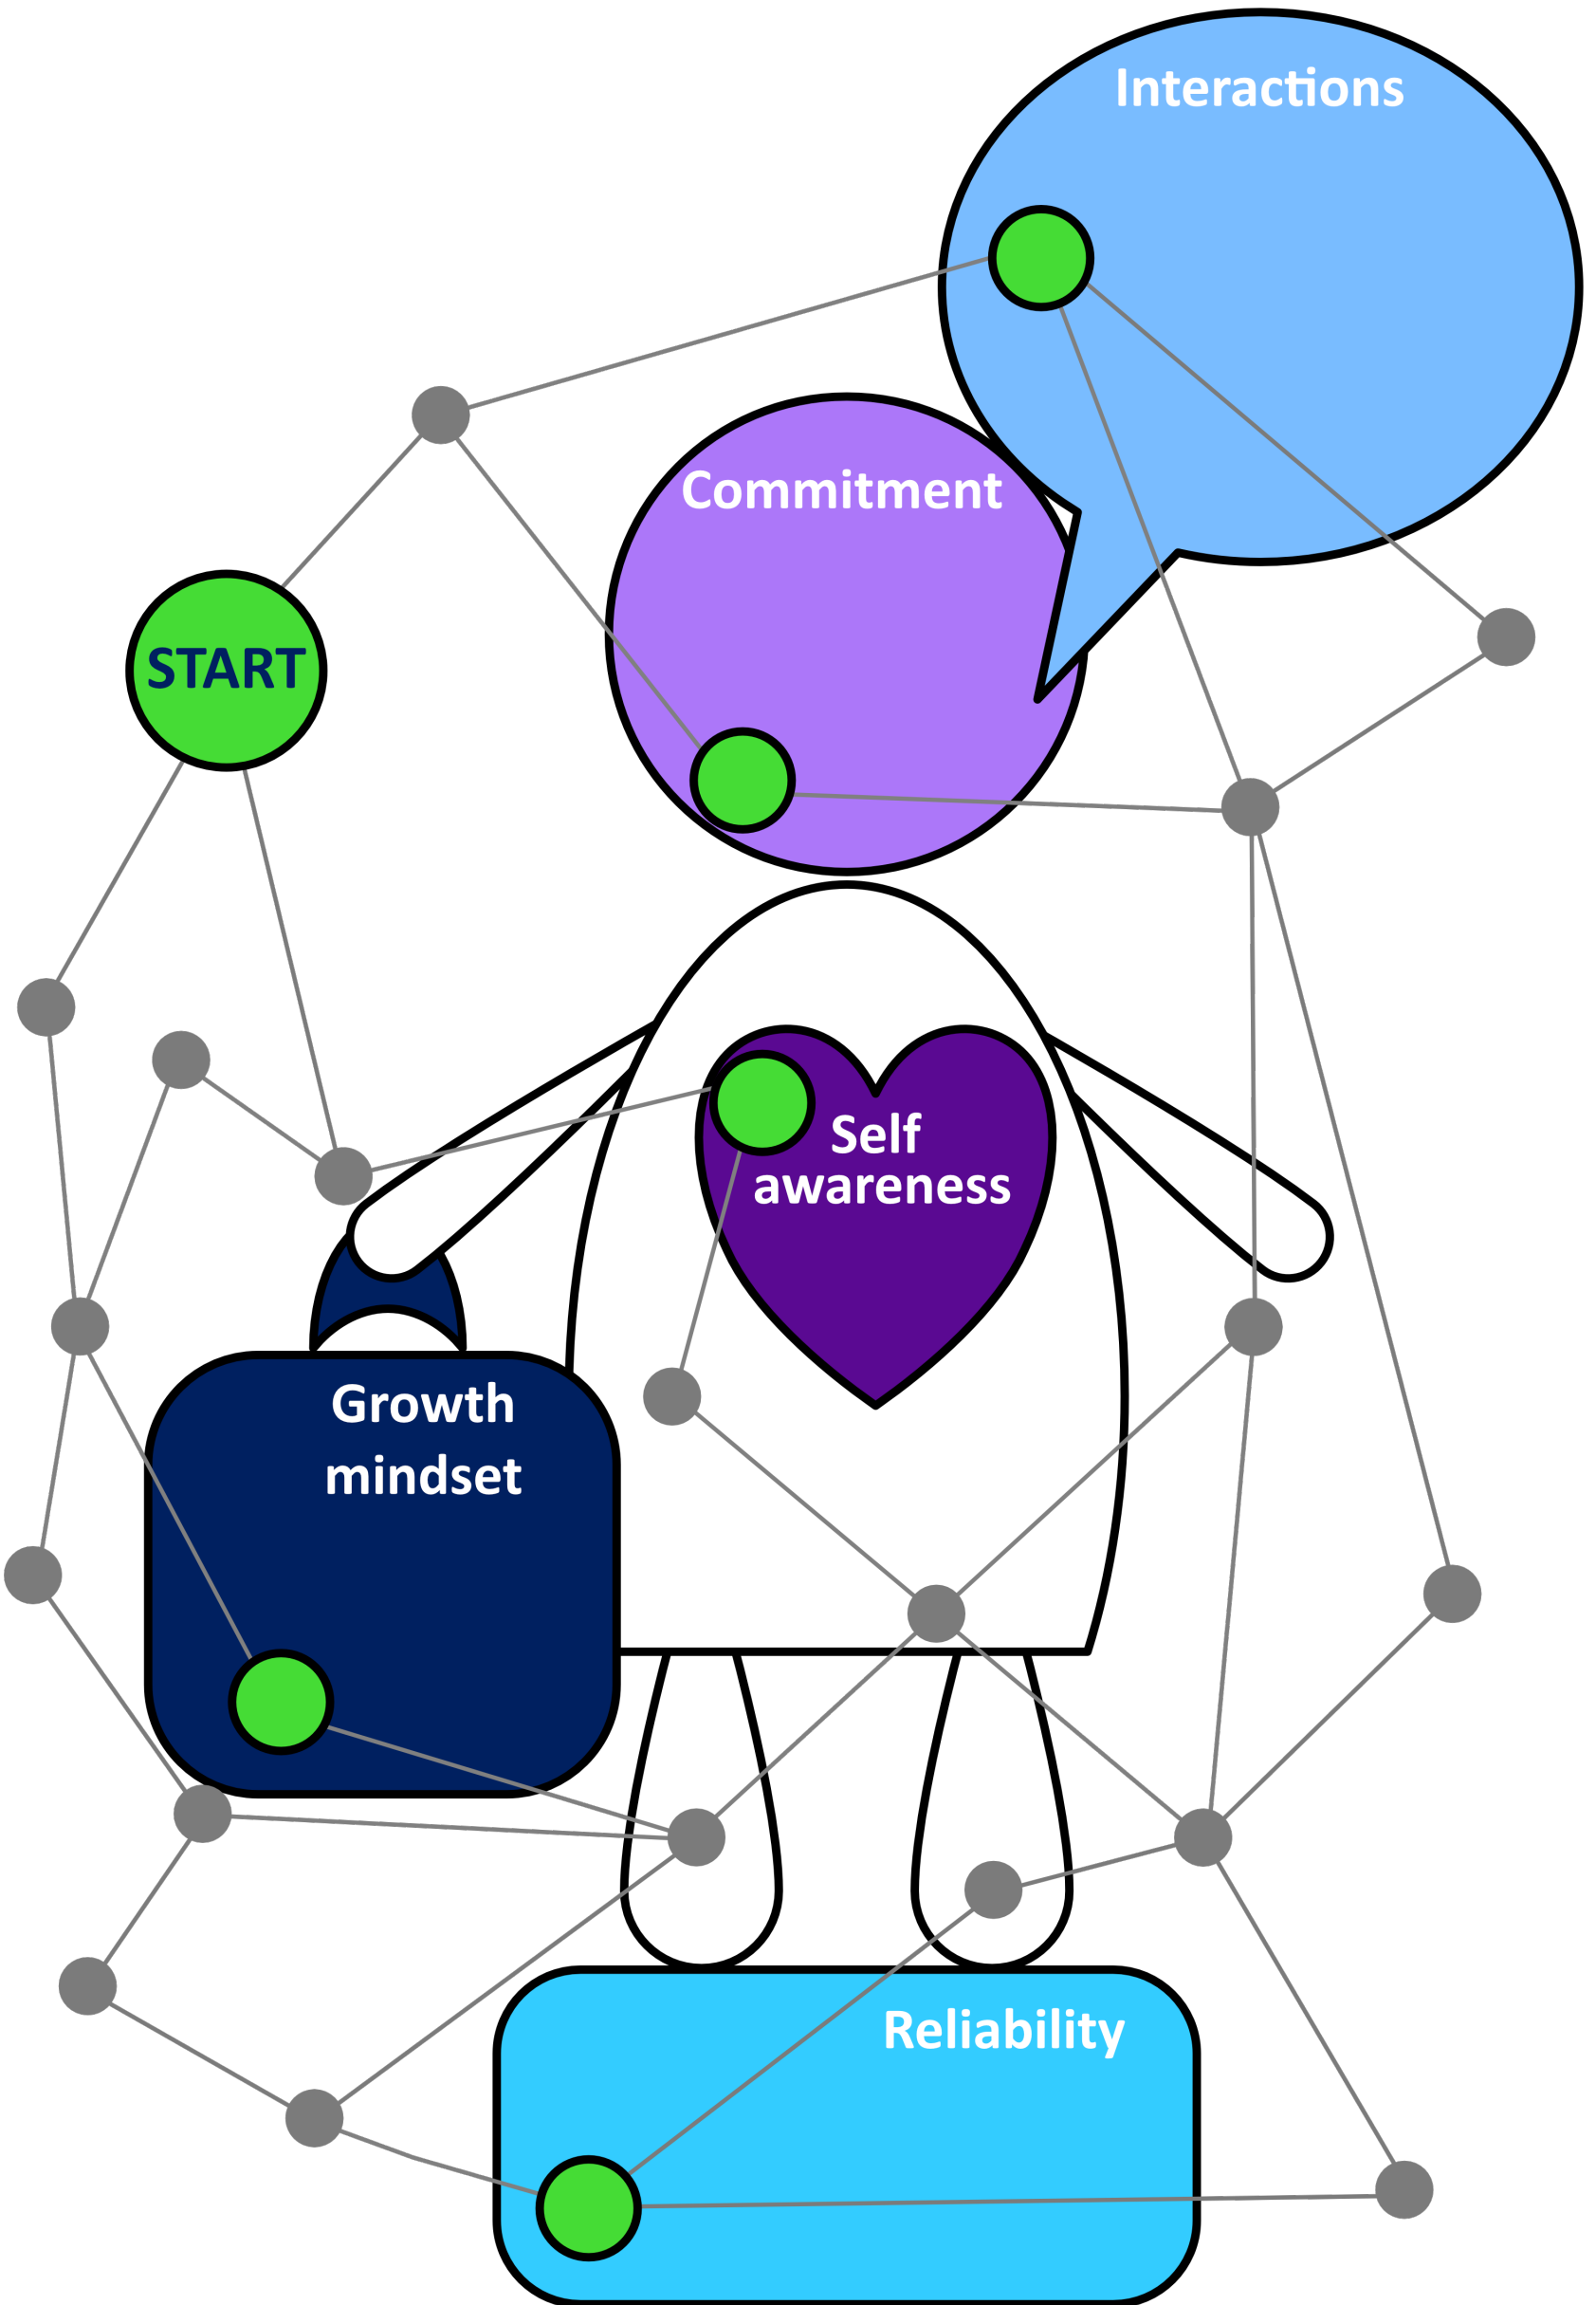 Interactions
Commitment
START
Self
awareness
Growth
mindset
Reliability